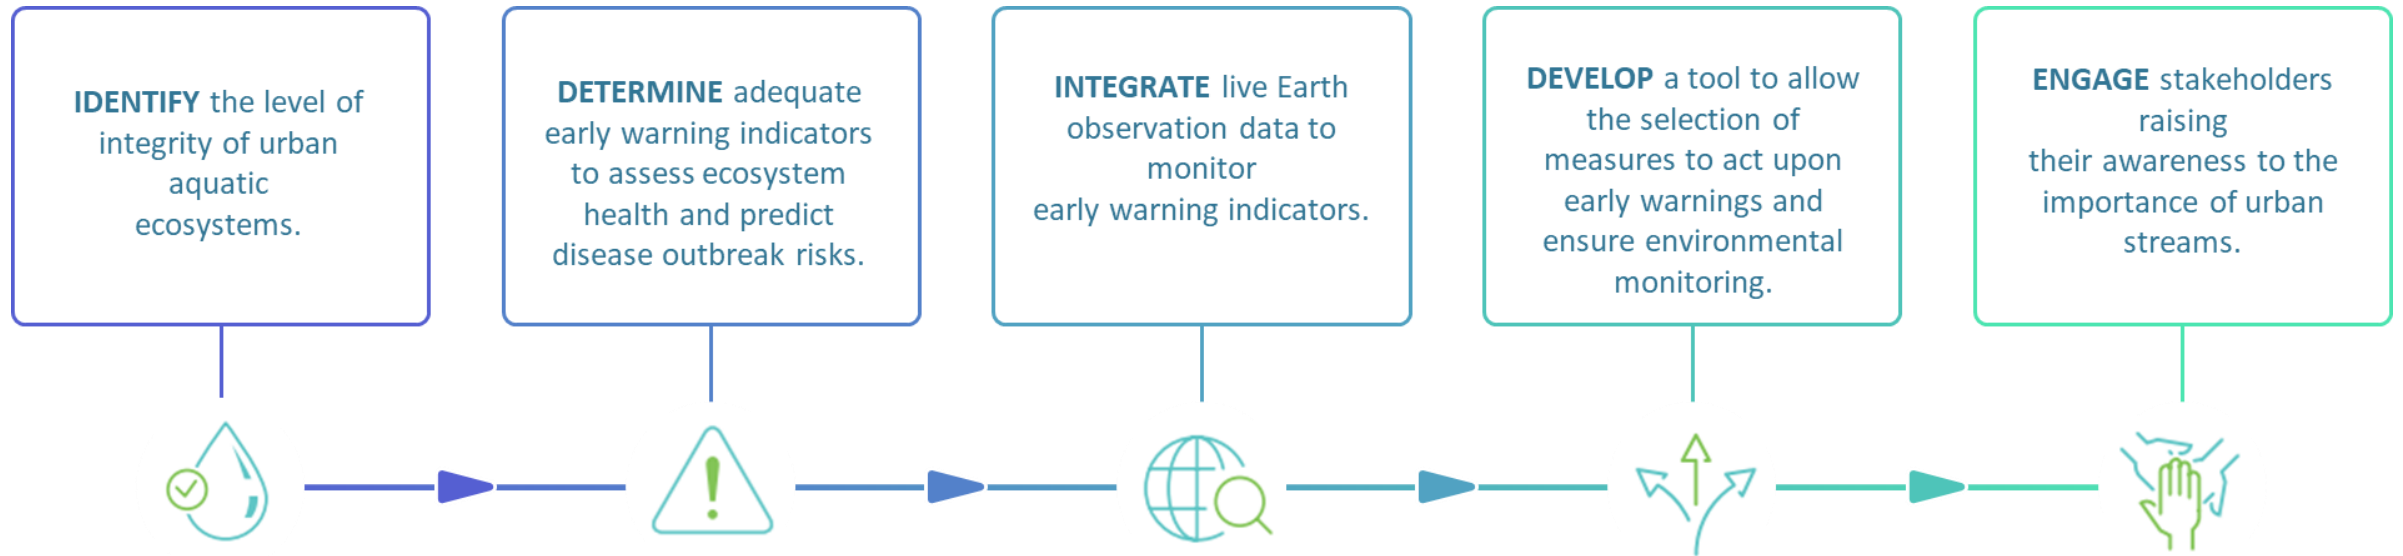 IDENTIFY the level of
integrity of urban
aquatic
ecosystems.
DETERMINE adequate
early warning indicators
to assess ecosystem
health and predict
disease outbreak risks.
INTEGRATE live Earth
observation data to
monitor
early warning indicators.
DEVELOP a tool to allow
the selection of
measures to act upon
early warnings and
ensure environmental
monitoring.
ENGAGE stakeholders
raising
their awareness to the
importance of urban
streams.